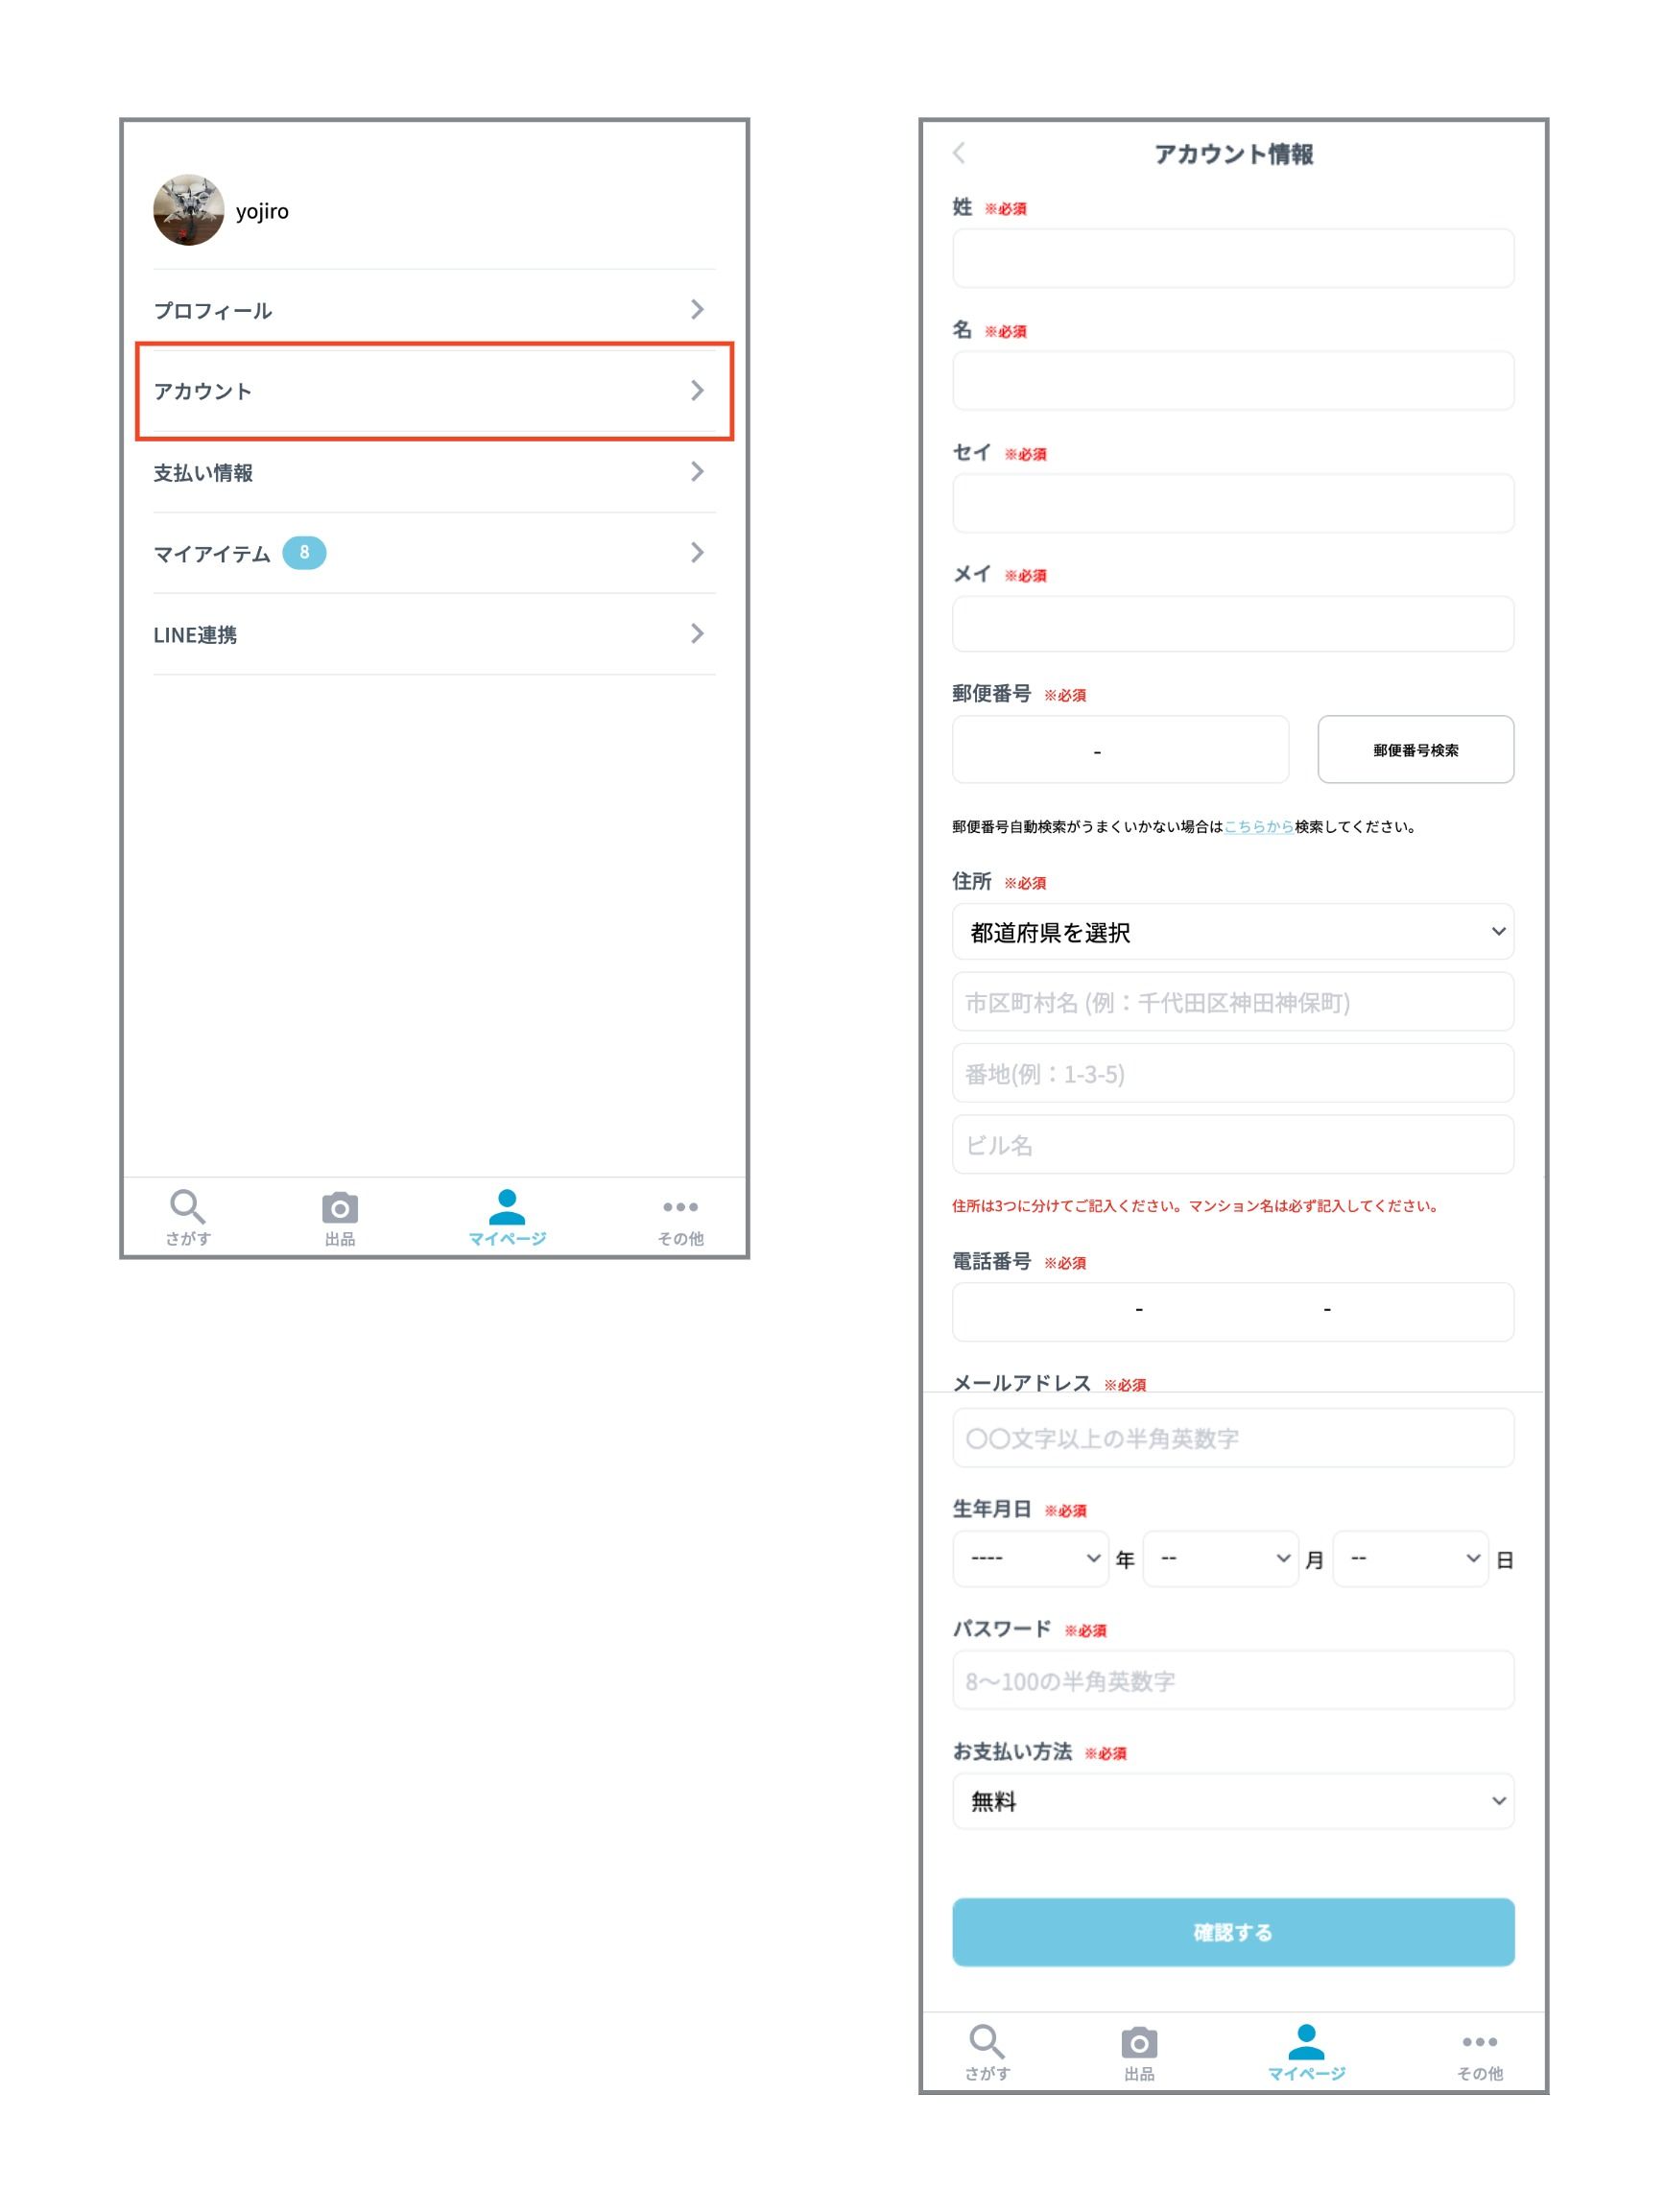 yojiro
プロフィール
アカウント
支払い情報
マイアイテム 8
LINE連携
さがす 出品 マイページ その他
アカウント情報
姓 ※必須
名 ※必須
セイ ※必須
メイ ※必須
郵便番号 ※必須
- 郵便番号検索
郵便番号自動検索がうまくいかない場合はこちらから検索してください。
住所 ※必須
都道府県を選択
市区町村名 (例：千代田区神田神保町)
番地(例：1-3-5)
ビル名
住所は3つに分けてご記入ください。マンション名は必ず記入してください。
電話番号 ※必須
- -
メールアドレス ※必須
〇〇文字以上の半角英数字
生年月日 ※必須
---- 年 -- 月 -- 日
パスワード ※必須
8〜100の半角英数字
お支払い方法 ※必須
無料
確認する
さがす 出品 マイページ その他